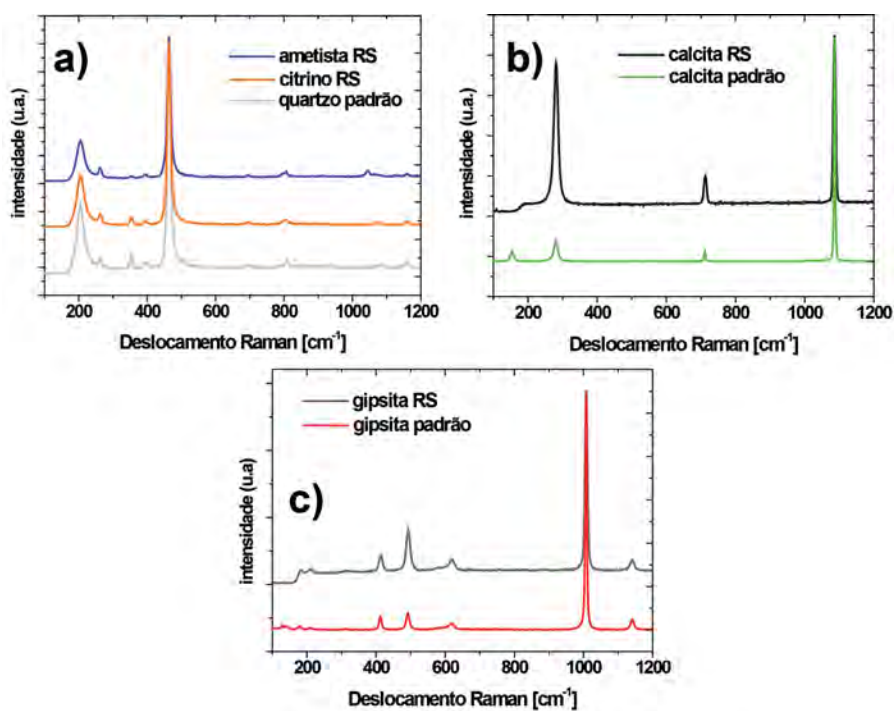 a)
ametista RS
citrino RS
quartzo padrão
intensidade (u.a.)
200 400 600 800 1000 1200
Deslocamento Raman [cm⁻¹]
b)
calcita RS
calcita padrão
intensidade (u.a.)
200 400 600 800 1000 1200
Deslocamento Raman [cm⁻¹]
c)
gipsita RS
gipsita padrão
intensidade (u.a)
200 400 600 800 1000 1200
Deslocamento Raman [cm⁻¹]